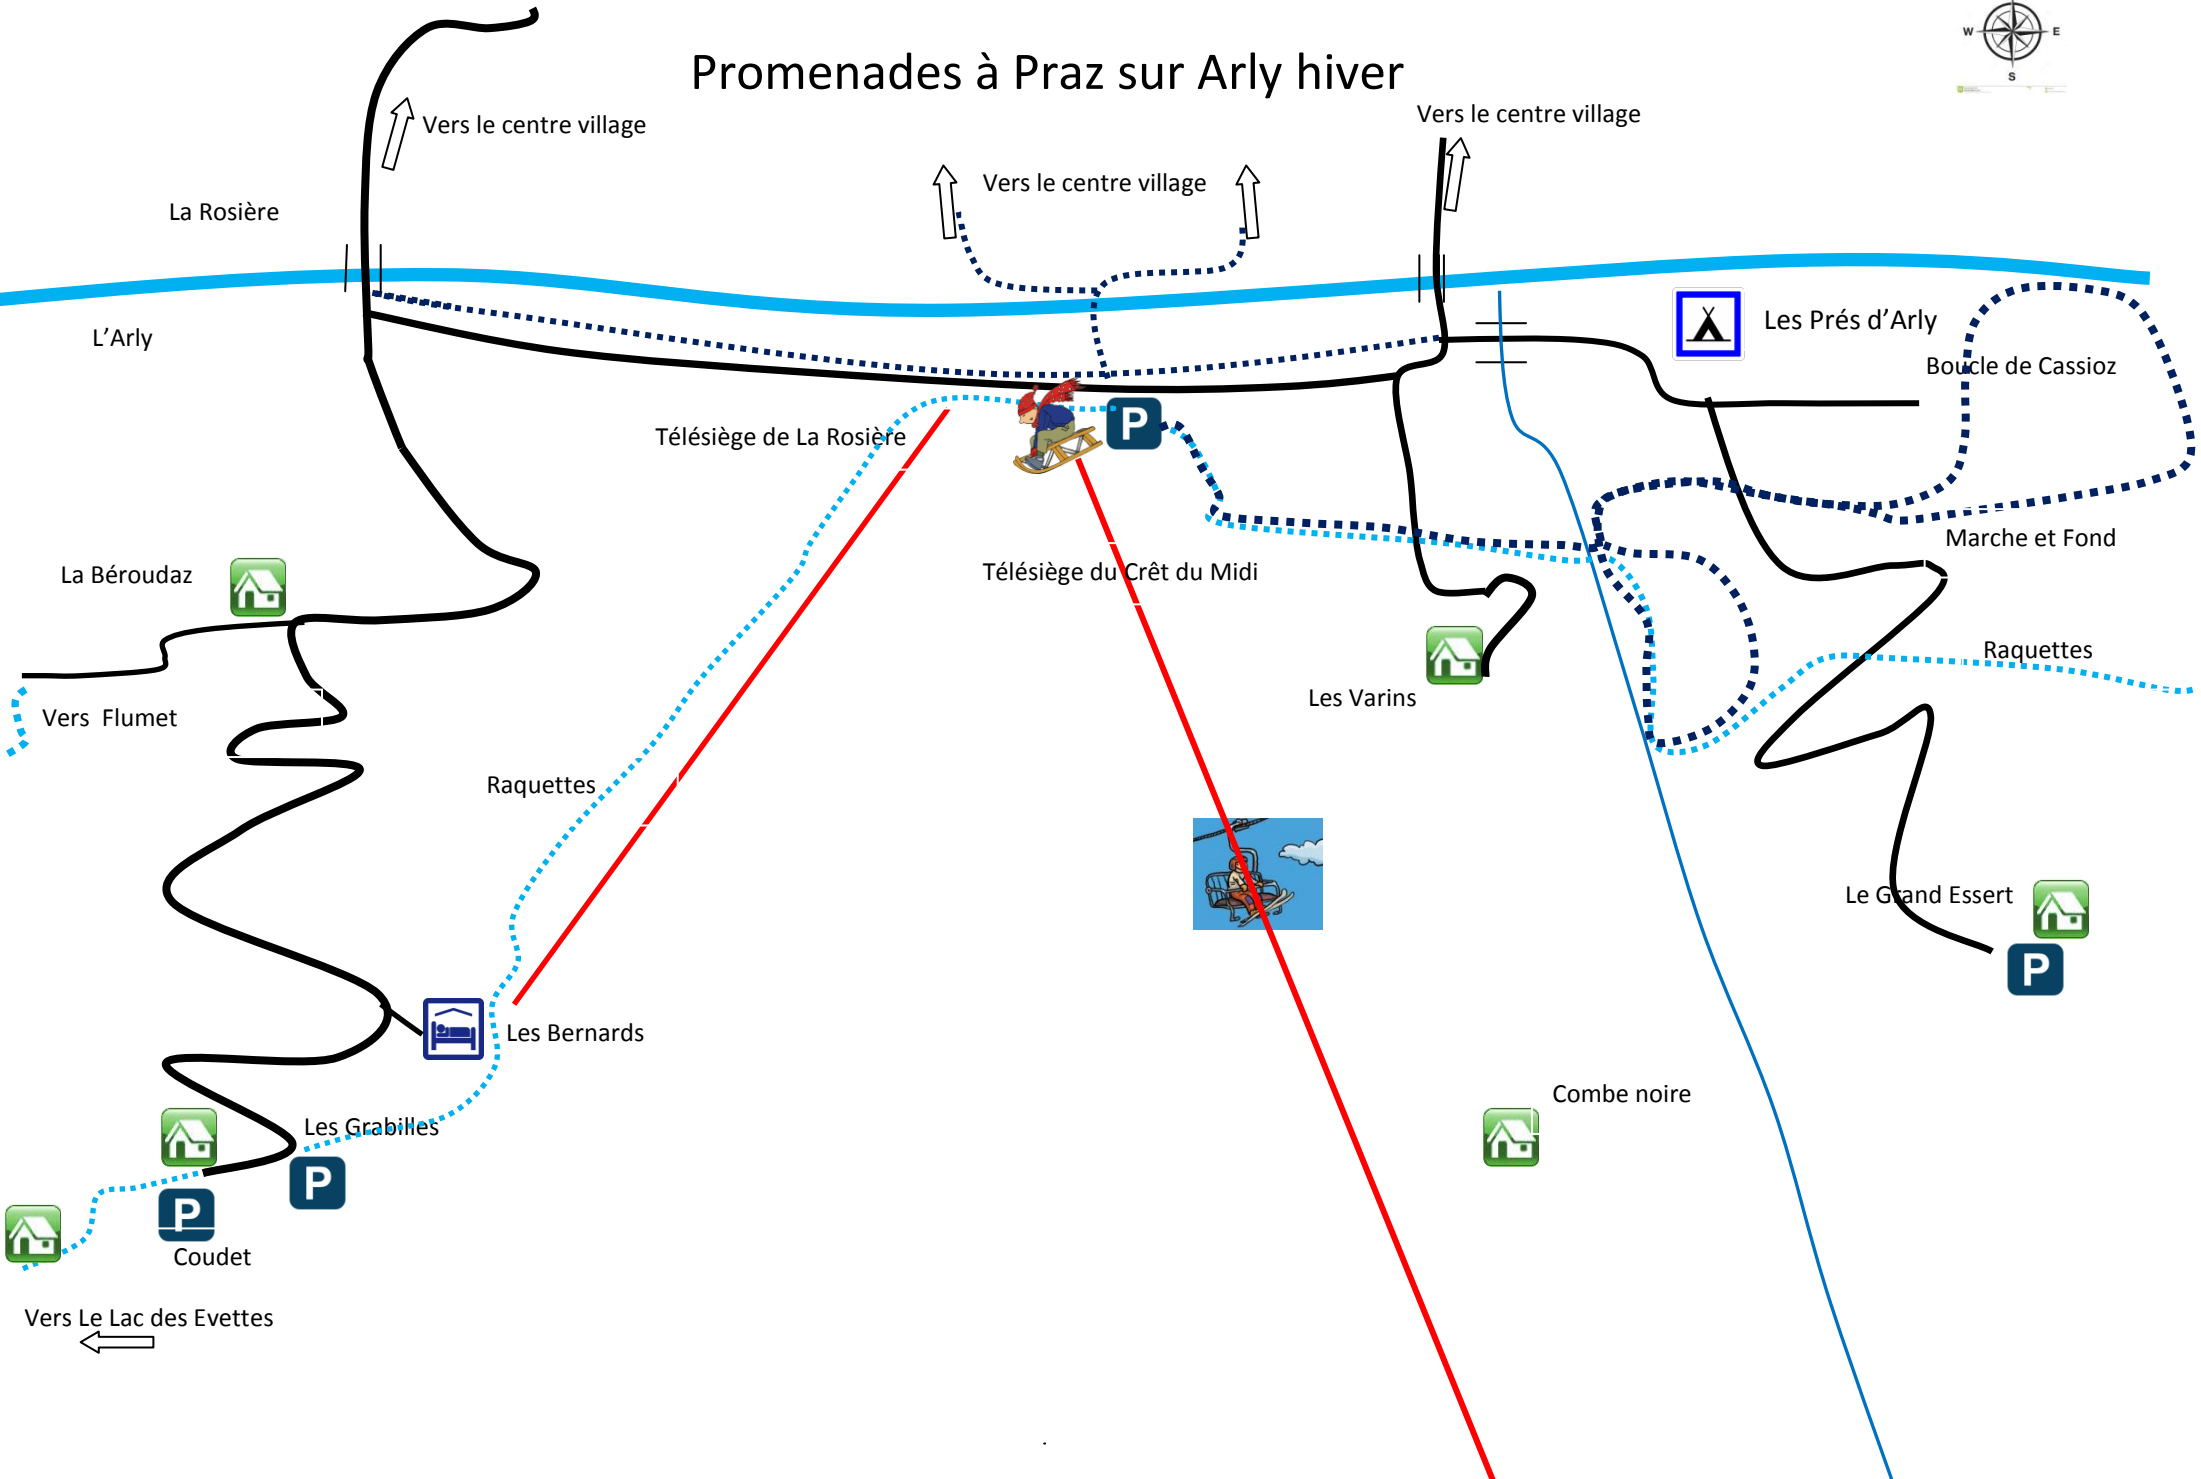 Promenades à Praz sur Arly hiver
W
E
S
Vers le centre village
Vers le centre village
Vers le centre village
La Rosière
L’Arly
Les Prés d’Arly
Boucle de Cassioz
Télésiège de La Rosière
P
Marche et Fond
La Béroudaz
Télésiège du Crêt du Midi
Raquettes
Les Varins
Vers  Flumet
Raquettes
Le Grand Essert
P
Les Bernards
Combe noire
Les Grabilles
P
P
Coudet
Vers Le Lac des Evettes
.